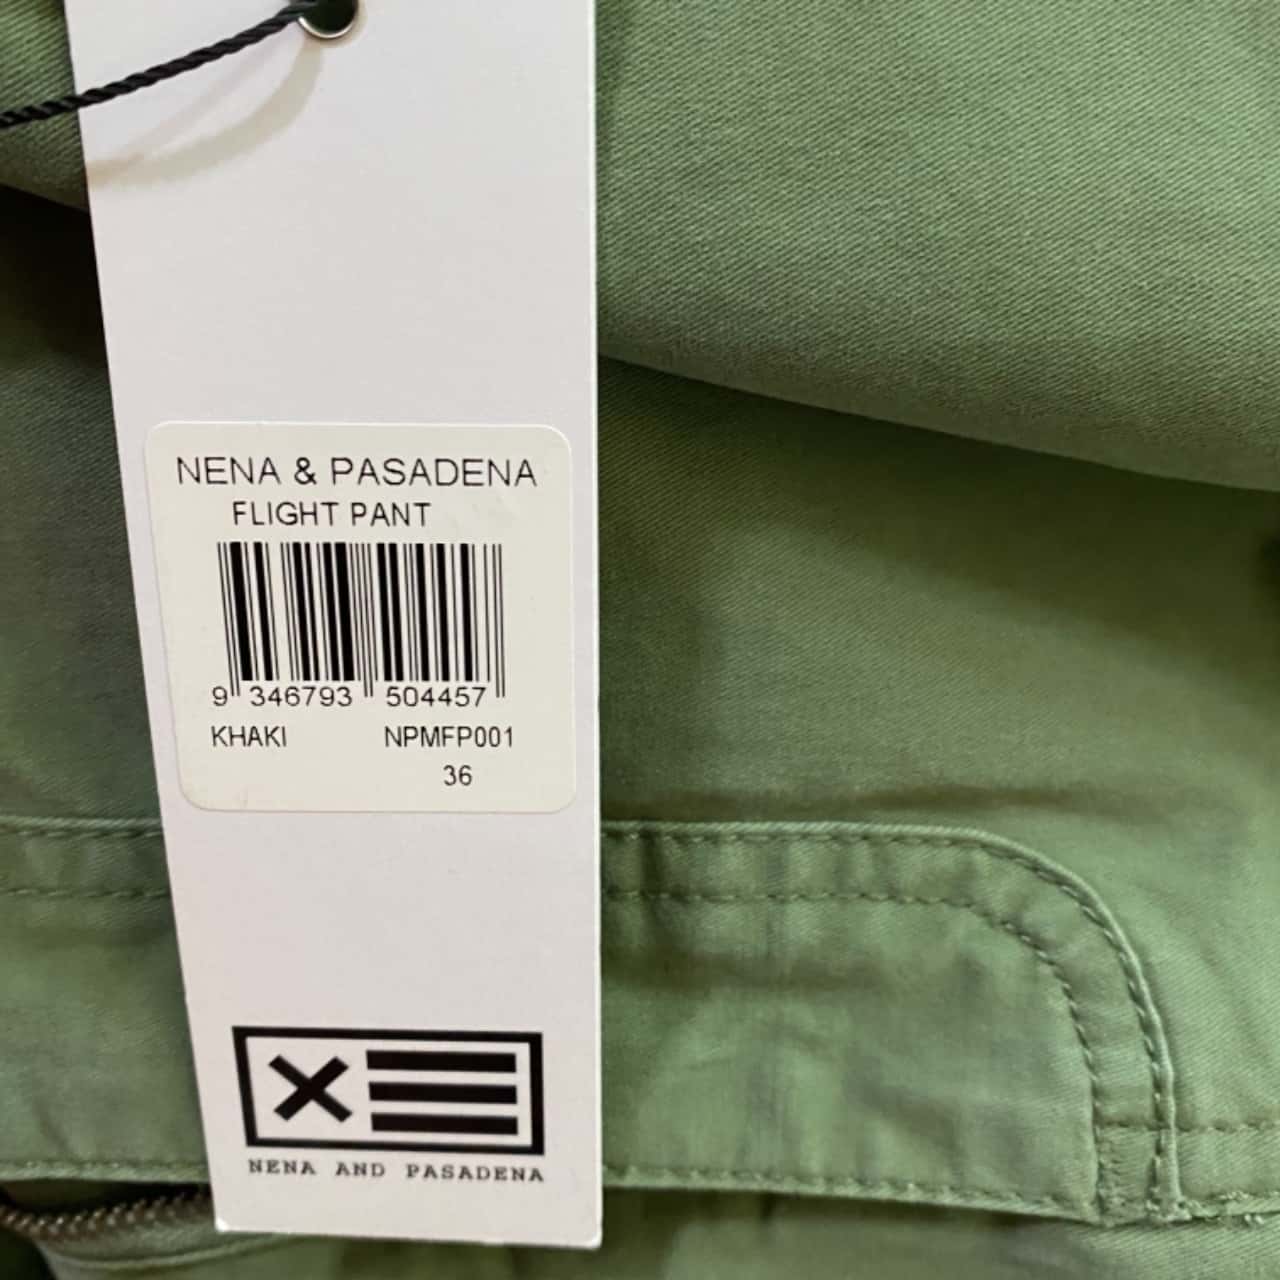 NENA & PASADENA
FLIGHT PANT
9 346793 504457
KHAKI NPMFP001
36
NENA AND PASADENA